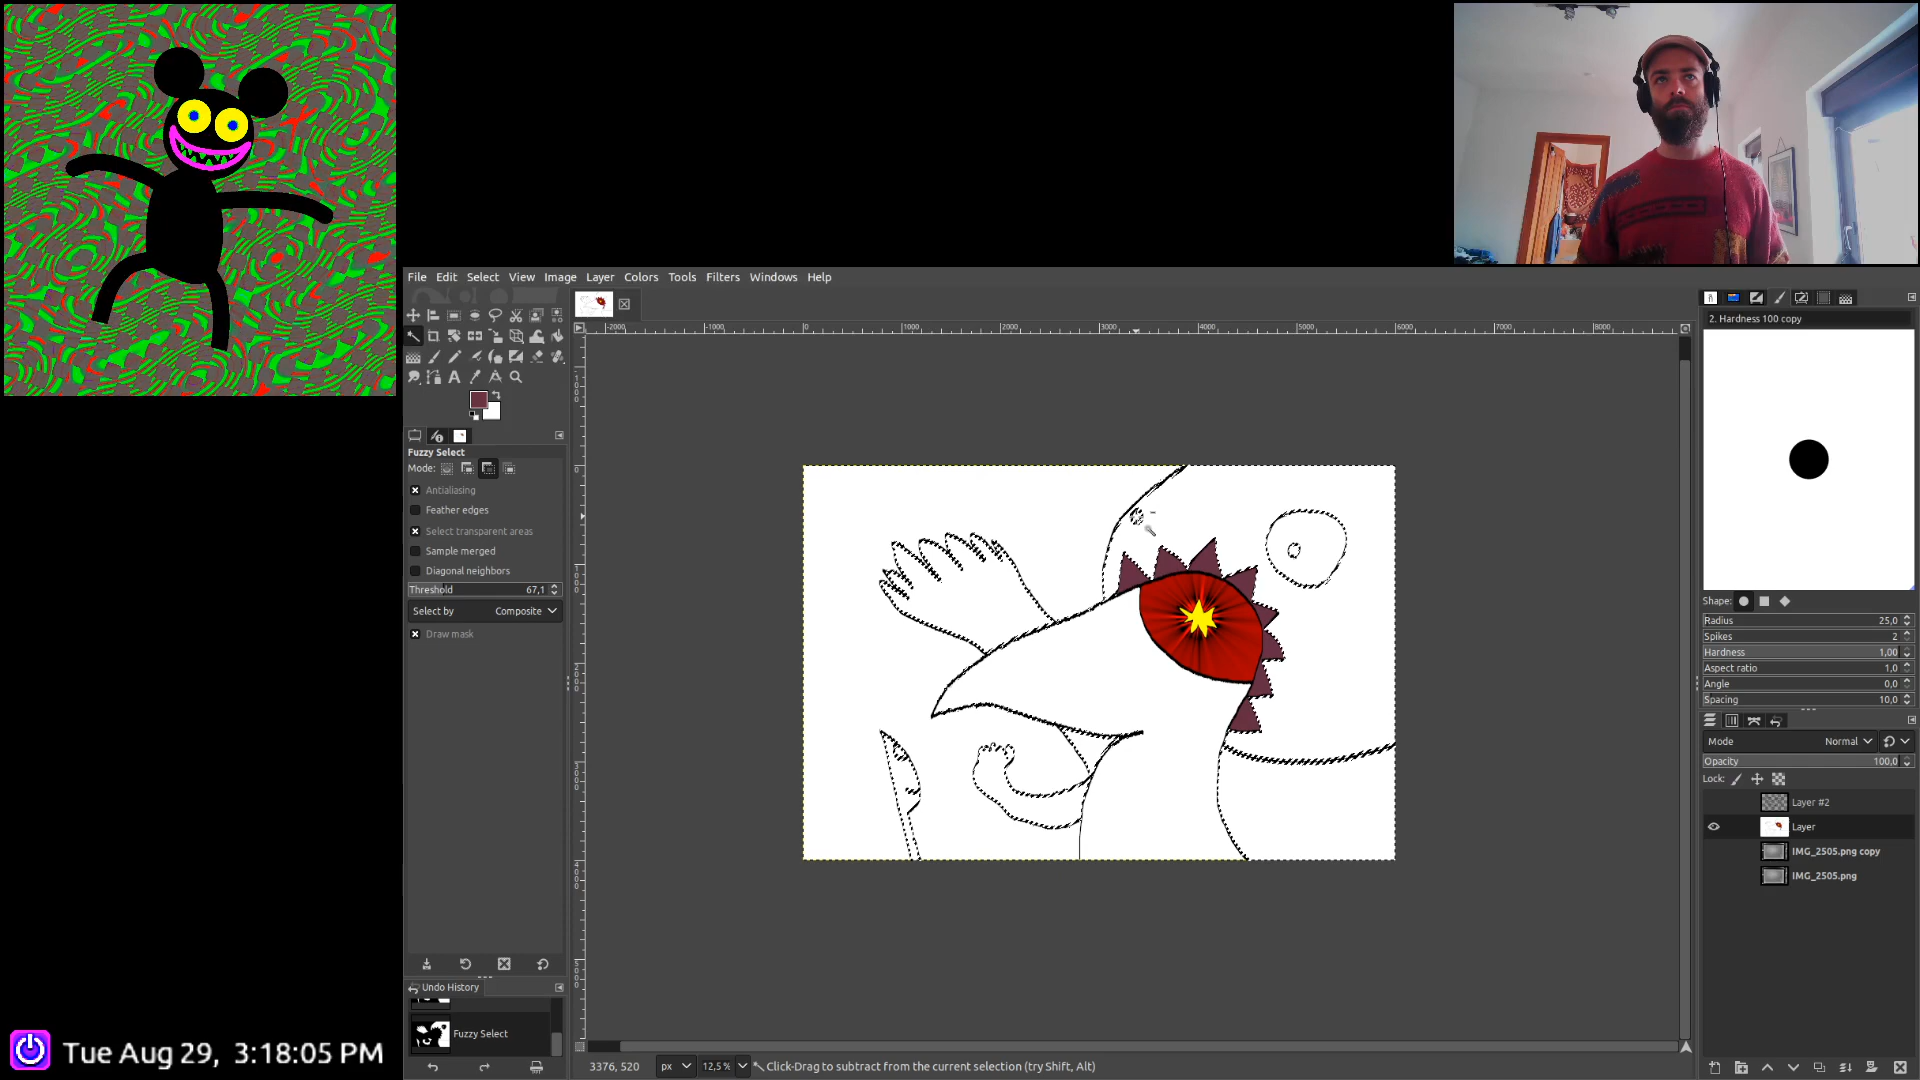 File Edit Select View Image Layer Colors Tools Filters Windows Help
2. Hardness 100 copy
Fuzzy Select
Mode:
Antialiasing
Feather edges
Select transparent areas
Sample merged
Diagonal neighbors
Threshold 67,1
Select by Composite
Draw mask
Shape:
Radius 25,0
Spikes 2
Hardness 1,00
Aspect ratio 1,0
Angle 0,0
Spacing 10,0
Mode Normal
Opacity 100,0
Lock:
Layer #2
Layer
IMG_2505.png copy
IMG_2505.png
Undo History
Fuzzy Select
Tue Aug 29, 3:18:05 PM
3376, 520 px 12,5% Click-Drag to subtract from the current selection (try Shift, Alt)